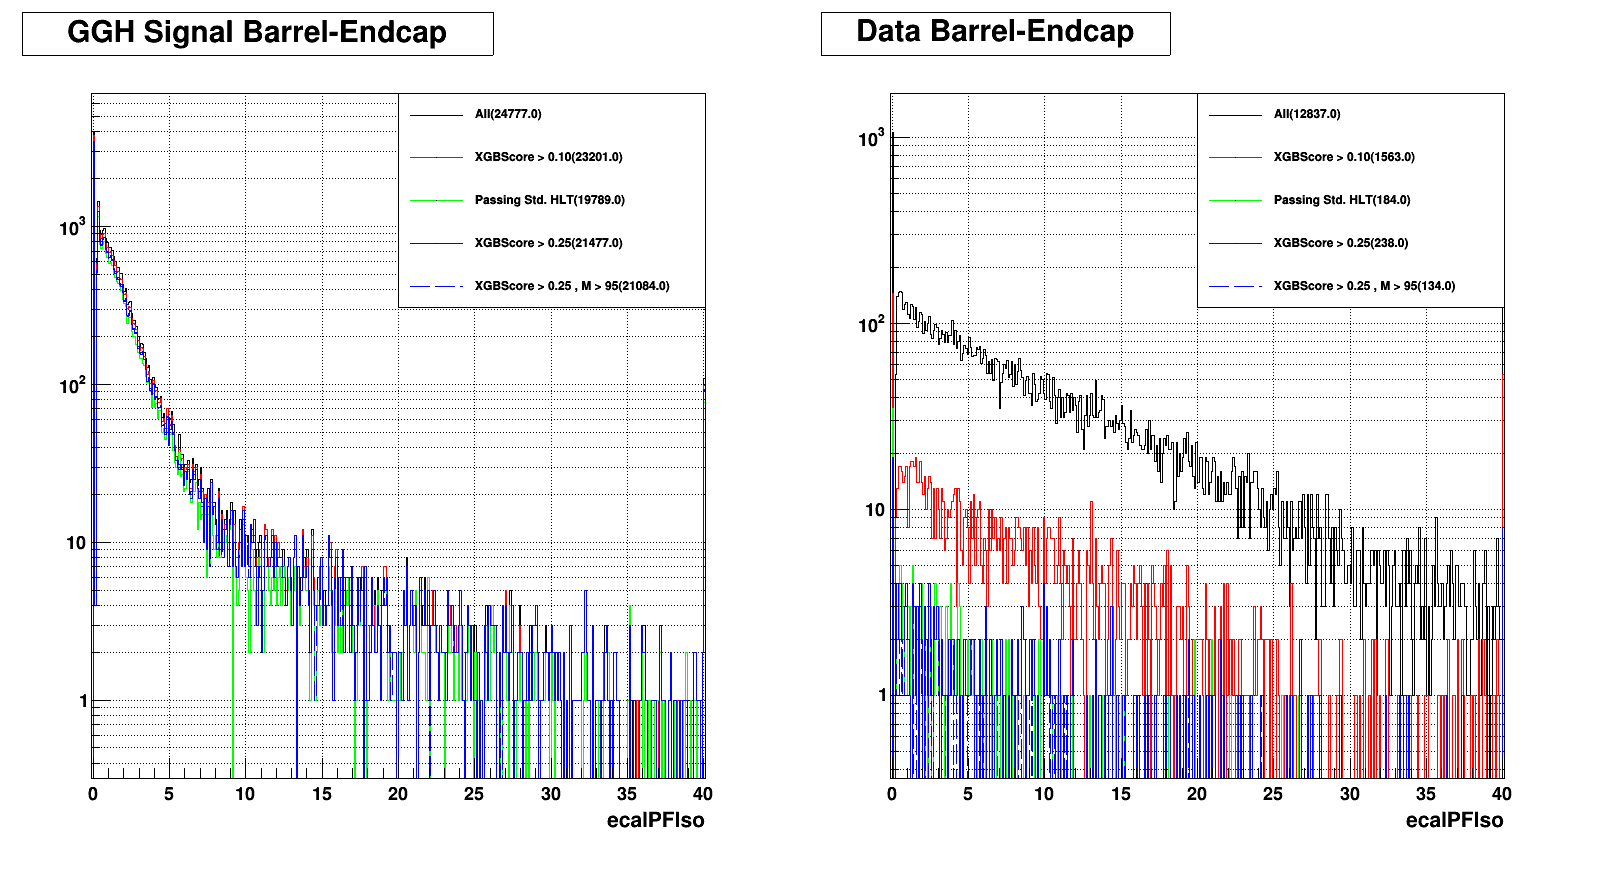 GGH Signal Barrel-Endcap
All(24777.0)
XGBScore > 0.10(23201.0)
Passing Std. HLT(19789.0)
XGBScore > 0.25(21477.0)
XGBScore > 0.25 , M > 95(21084.0)
10³
10²
10
1
0 5 10 15 20 25 30 35 40
ecalPFIso
Data Barrel-Endcap
All(12837.0)
XGBScore > 0.10(1563.0)
Passing Std. HLT(184.0)
XGBScore > 0.25(238.0)
XGBScore > 0.25 , M > 95(134.0)
10³
10²
10
1
0 5 10 15 20 25 30 35 40
ecalPFIso